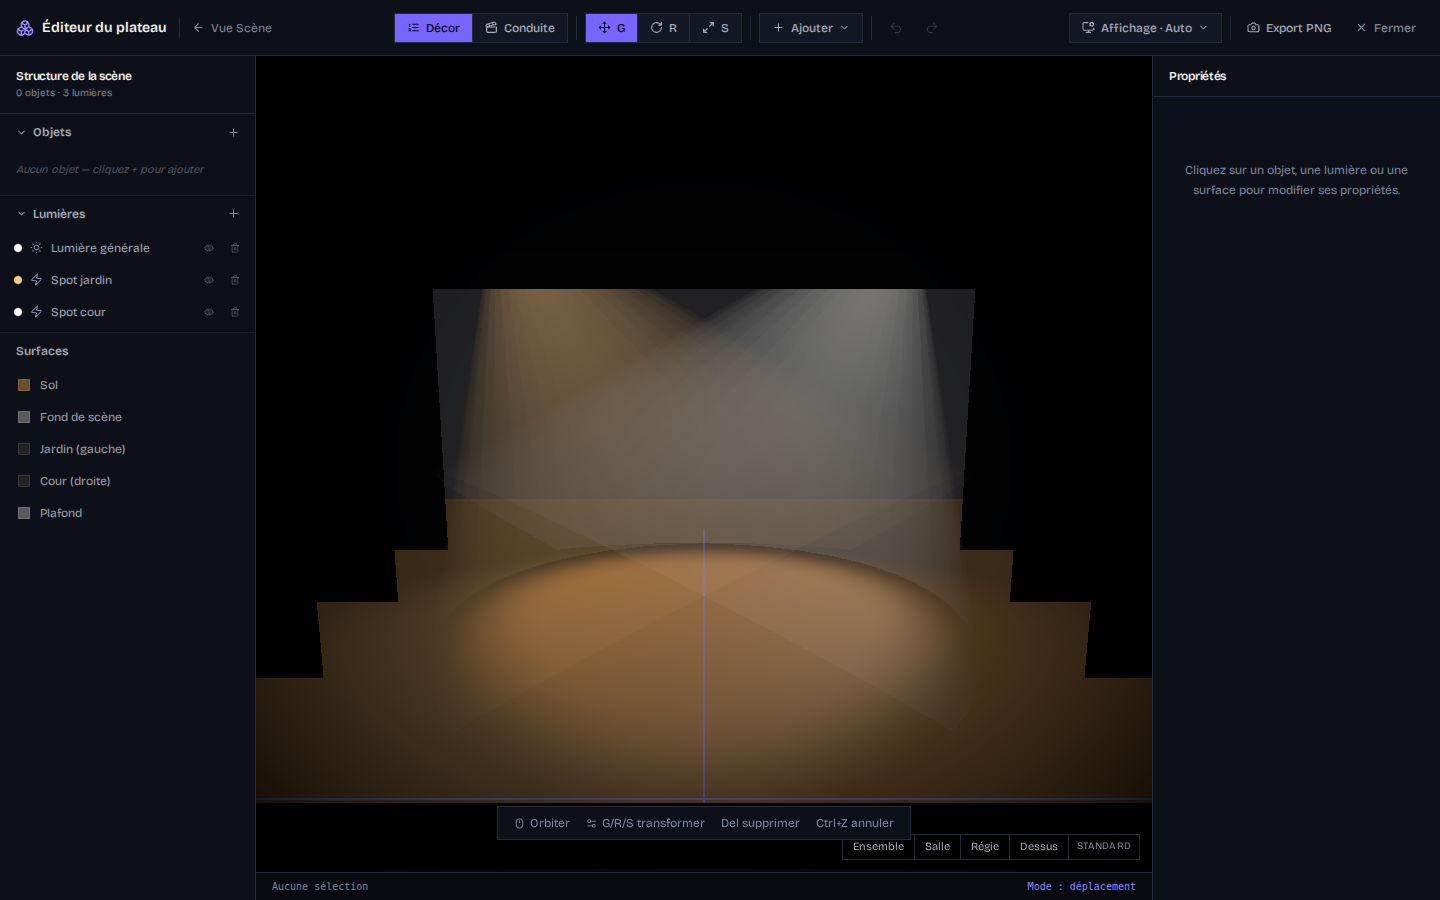 Éditeur du plateau
Vue Scène
Décor
Conduite
G
R
S
Ajouter
Affichage · Auto
Export PNG
Fermer
Structure de la scène
0 objets · 3 lumières
Objets
Aucun objet — cliquez + pour ajouter
Lumières
Lumière générale
Spot jardin
Spot cour
Surfaces
Sol
Fond de scène
Jardin (gauche)
Cour (droite)
Plafond
Propriétés
Cliquez sur un objet, une lumière ou une
surface pour modifier ses propriétés.
Orbiter
G/R/S transformer
Del supprimer
Ctrl+Z annuler
Ensemble
Salle
Régie
Dessus
STANDARD
Aucune sélection
Mode : déplacement